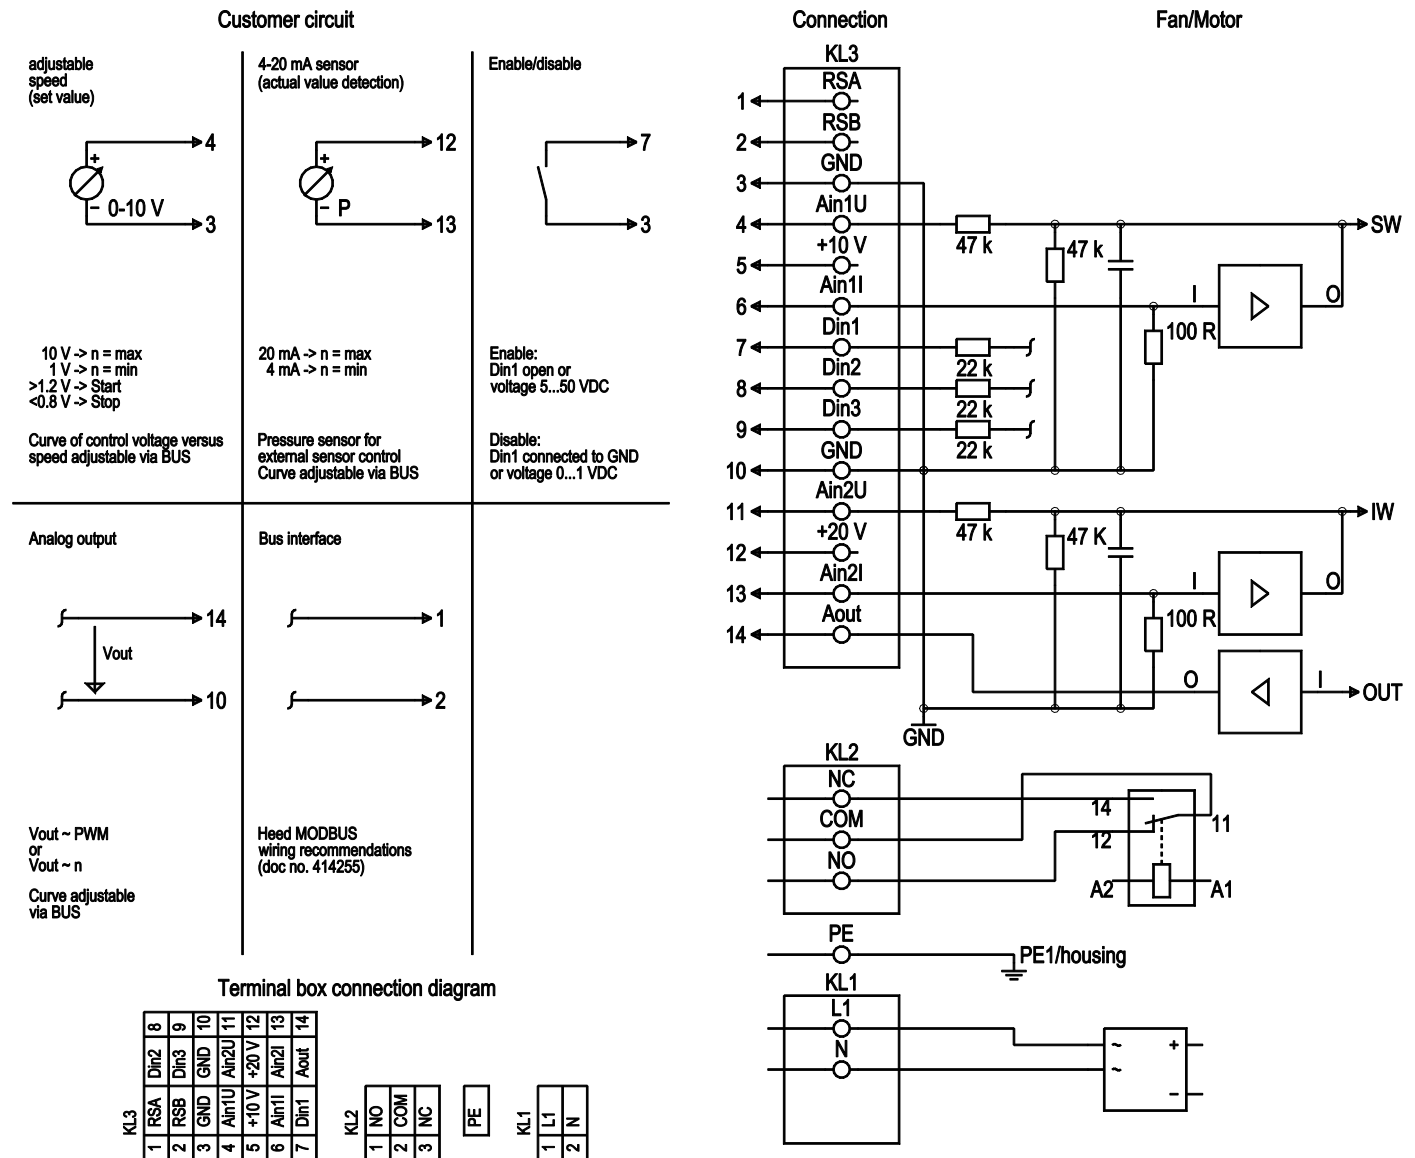 Customer circuit
Connection
Fan/Motor
adjustable
speed
(set value)
4
+
−
0-10 V
3
10 V -> n = max
1 V -> n = min
>1.2 V -> Start
<0.8 V -> Stop
Curve of control voltage versus
speed adjustable via BUS
4-20 mA sensor
(actual value detection)
12
+
−
P
13
20 mA -> n = max
4 mA -> n = min
Pressure sensor for
external sensor control
Curve adjustable via BUS
Enable/disable
7
3
Enable:
Din1 open or
voltage 5...50 VDC
Disable:
Din1 connected to GND
or voltage 0...1 VDC
Analog output
14
Vout
10
Vout ~ PWM
or
Vout ~ n
Curve adjustable
via BUS
Bus interface
1
2
Heed MODBUS
wiring recommendations
(doc no. 414255)
KL3
RSA
1
RSB
2
GND
3
Ain1U
4
47 k
47 k
SW
+10 V
5
Ain1I
6
I
O
100 R
Din1
7
22 k
Din2
8
22 k
Din3
9
22 k
GND
10
Ain2U
11
47 k
47 K
IW
+20 V
12
Ain2I
13
I
O
100 R
Aout
14
O
I
OUT
GND
KL2
NC
14
COM
11
12
NO
A2
A1
PE
PE1/housing
KL1
L1
N
~
~
+
−
Terminal box connection diagram
KL3
8 9 10 11 12 13 14
Din2 Din3 GND Ain2U +20 V Ain2I Aout
RSA RSB GND Ain1U +10 V Ain1I Din1
1 2 3 4 5 6 7
KL2
NO COM NC
1 2 3
PE
KL1
L1 N
1 2